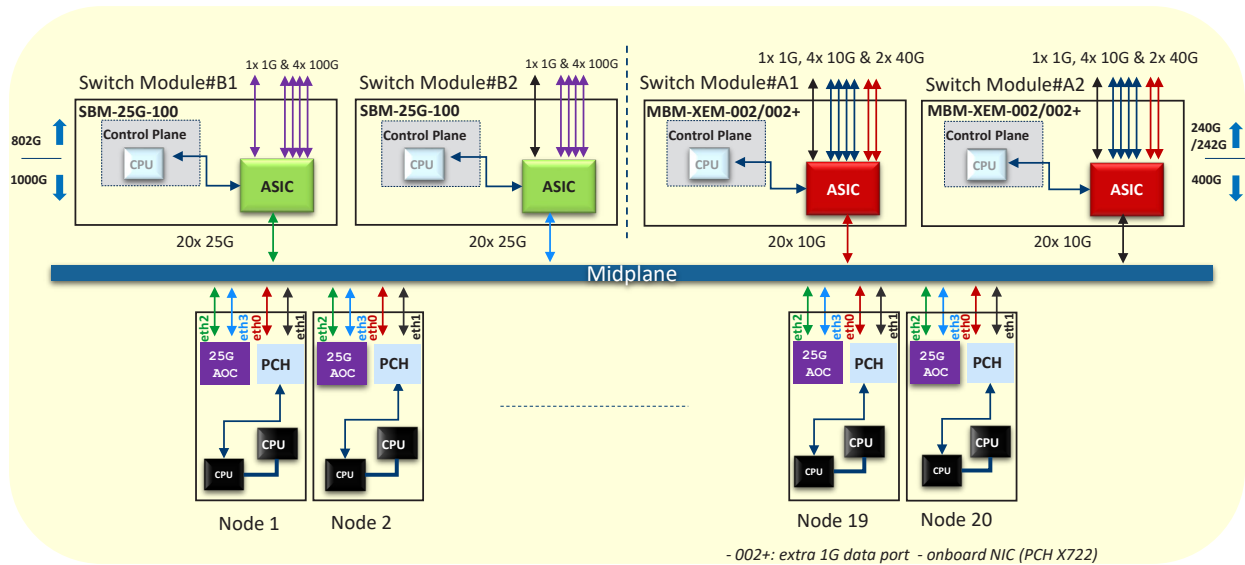 1x 1G & 4x 100G
1x 1G & 4x 100G
1x 1G, 4x 10G & 2x 40G
1x 1G, 4x 10G & 2x 40G
Switch Module#B1
Switch Module#B2
Switch Module#A1
Switch Module#A2
SBM-25G-100
SBM-25G-100
MBM-XEM-002/002+
MBM-XEM-002/002+
Control Plane
Control Plane
Control Plane
Control Plane
CPU
CPU
CPU
CPU
802G
1000G
240G
/242G
400G
ASIC
ASIC
ASIC
ASIC
20x 25G
20x 25G
20x 10G
20x 10G
Midplane
eth2
eth3
eth0
eth1
eth2
eth3
eth0
eth1
eth2
eth3
eth0
eth1
eth2
eth3
eth0
eth1
25G
AOC
PCH
25G
AOC
PCH
25G
AOC
PCH
25G
AOC
PCH
CPU
CPU
CPU
CPU
CPU
CPU
CPU
CPU
Node 1
Node 2
Node 19
Node 20
- 002+: extra 1G data port - onboard NIC (PCH X722)